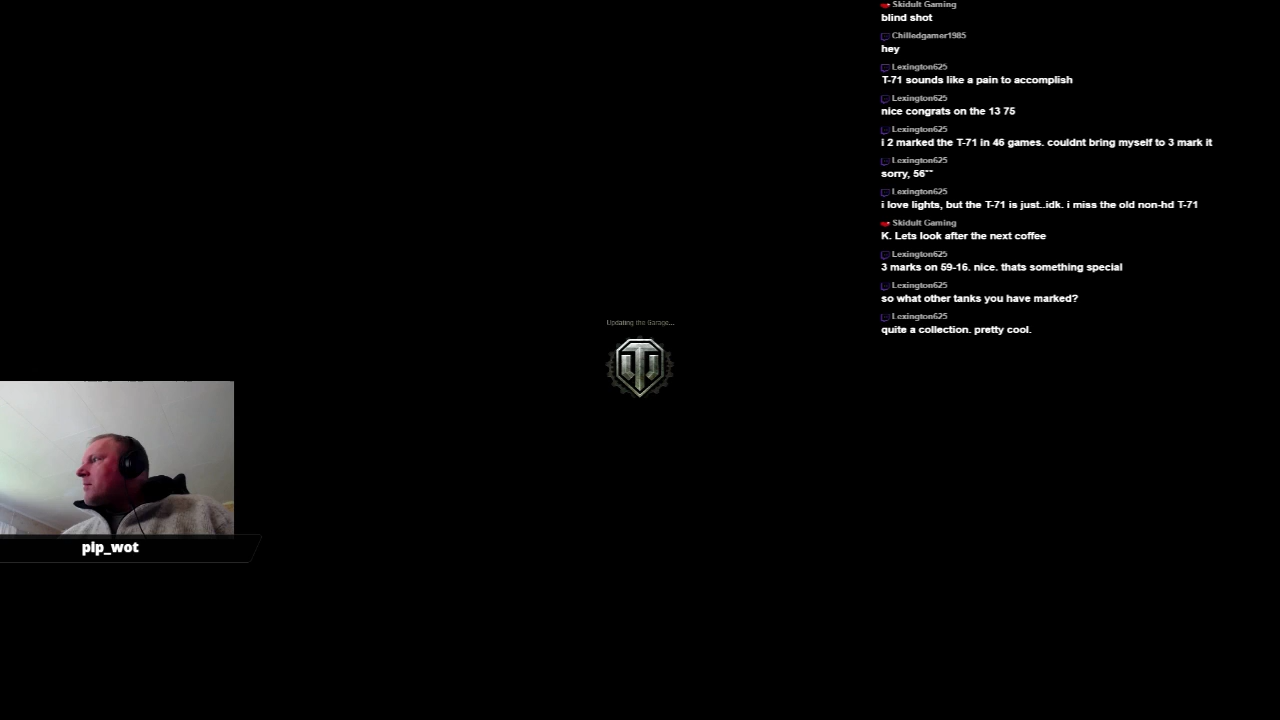 Skidult Gaming
blind shot
Chilledgamer1985
hey
Lexington625
T-71 sounds like a pain to accomplish
Lexington625
nice congrats on the 13 75
Lexington625
i 2 marked the T-71 in 46 games. couldnt bring myself to 3 mark it
Lexington625
sorry, 56**
Lexington625
i love lights, but the T-71 is just..idk. i miss the old non-hd T-71
Skidult Gaming
K. Lets look after the next coffee
Lexington625
3 marks on 59-16. nice. thats something special
Lexington625
so what other tanks you have marked?
Lexington625
quite a collection. pretty cool.
Updating the Garage...
pip_wot